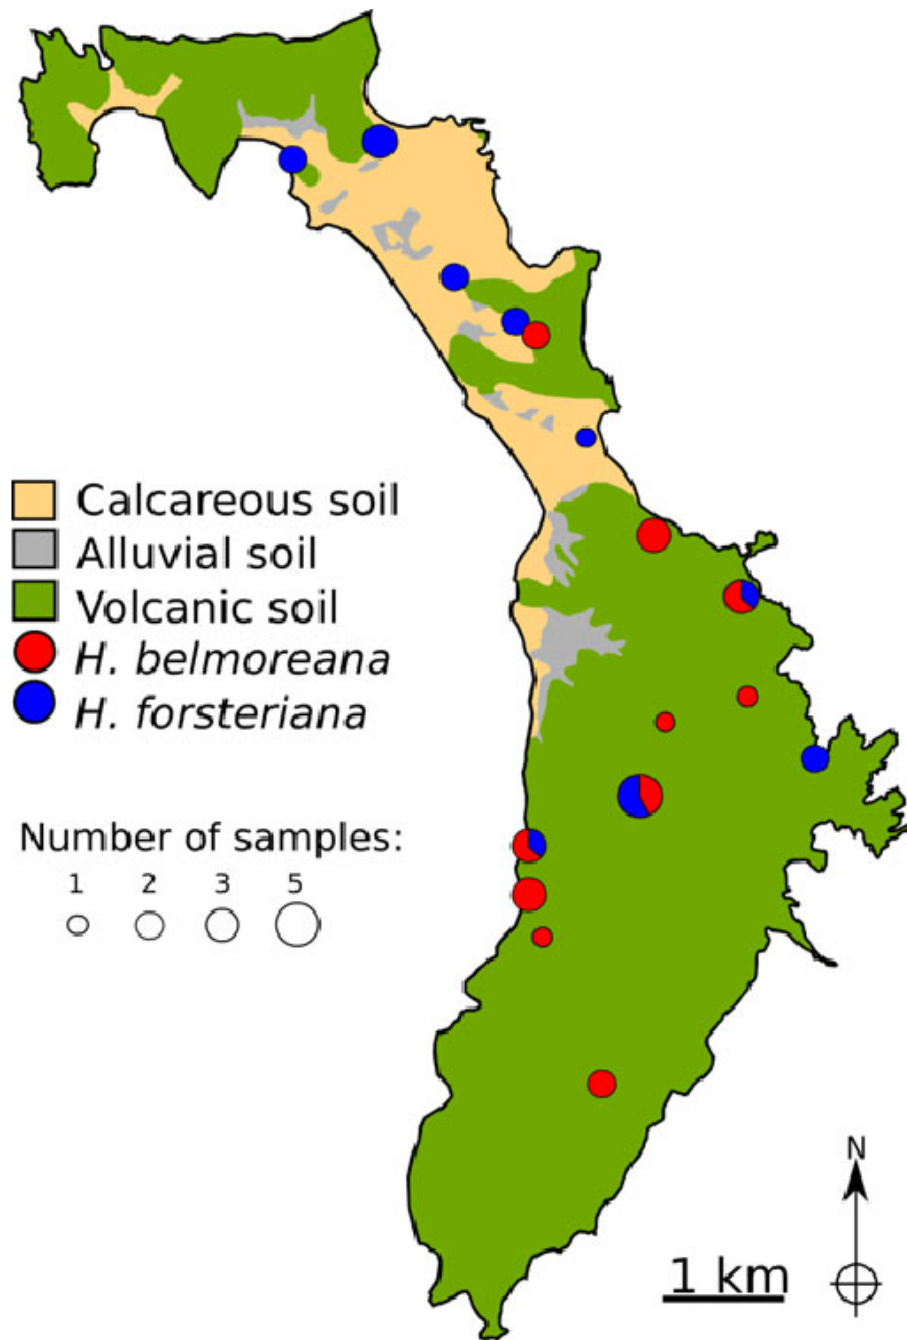 Calcareous soil
Alluvial soil
Volcanic soil
H. belmoreana
H. forsteriana
Number of samples:
1 2 3 5
N
1 km